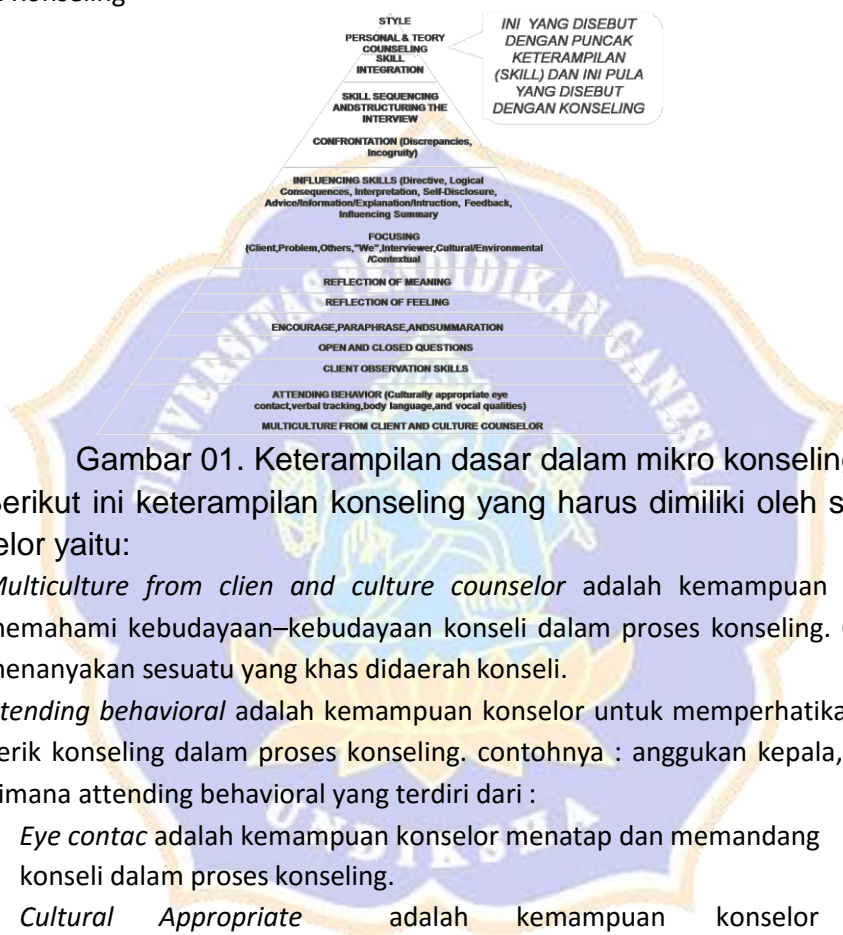 Konseling
STYLE
PERSONAL & TEORY
COUNSELING
SKILL
INTEGRATION
SKILL SEQUENCING
ANDSTRUCTURING THE
INTERVIEW
CONFRONTATION (Discrepancies,
Incogruity)
INFLUENCING SKILLS (Directive, Logical
Consequences, Interpretation, Self-Disclosure,
Advice/Information/Explanation/Intruction, Feedback,
Influencing Summary
FOCUSING
(Client,Problem,Others,"We",Interviewer,Cultural/Environmental
/Contextual
REFLECTION OF MEANING
REFLECTION OF FEELING
ENCOURAGE,PARAPHRASE,ANDSUMMARATION
OPEN AND CLOSED QUESTIONS
CLIENT OBSERVATION SKILLS
ATTENDING BEHAVIOR (Culturally appropriate eye
contact,verbal tracking,body language,and vocal qualities)
MULTICULTURE FROM CLIENT AND CULTURE COUNSELOR
INI YANG DISEBUT
DENGAN PUNCAK
KETERAMPILAN
(SKILL) DAN INI PULA
YANG DISEBUT
DENGAN KONSELING
UNIVERSITAS PENDIDIKAN GANESHA
UNDIKSHA
Gambar 01. Keterampilan dasar dalam mikro konseling
Berikut ini keterampilan konseling yang harus dimiliki oleh s
elor yaitu:
Multiculture from clien and culture counselor adalah kemampuan
memahami kebudayaan–kebudayaan konseli dalam proses konseling.
menanyakan sesuatu yang khas didaerah konseli.
ttending behavioral adalah kemampuan konselor untuk memperhatika
erik konseling dalam proses konseling. contohnya : anggukan kepala,
imana attending behavioral yang terdiri dari :
Eye contac adalah kemampuan konselor menatap dan memandang
konseli dalam proses konseling.
Cultural Appropriate adalah kemampuan konselor